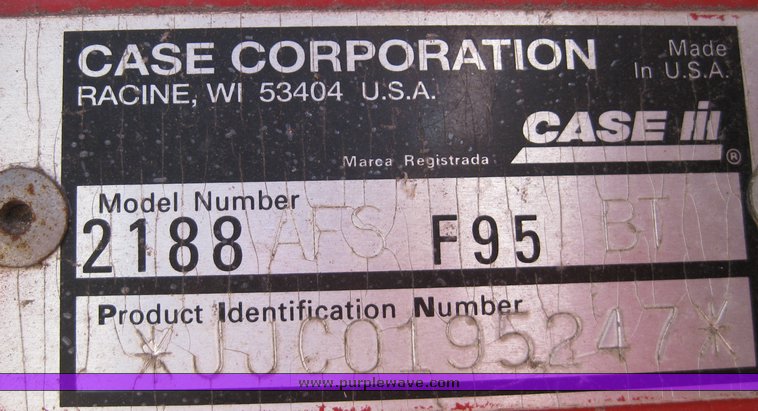 CASE CORPORATION
Made
In U.S.A.
RACINE, WI 53404 U.S.A.
CASE IH
Marca Registrada ®
Model Number
2188 AFS F95 BT
Product Identification Number
*JJC0195247*
www.purplewave.com